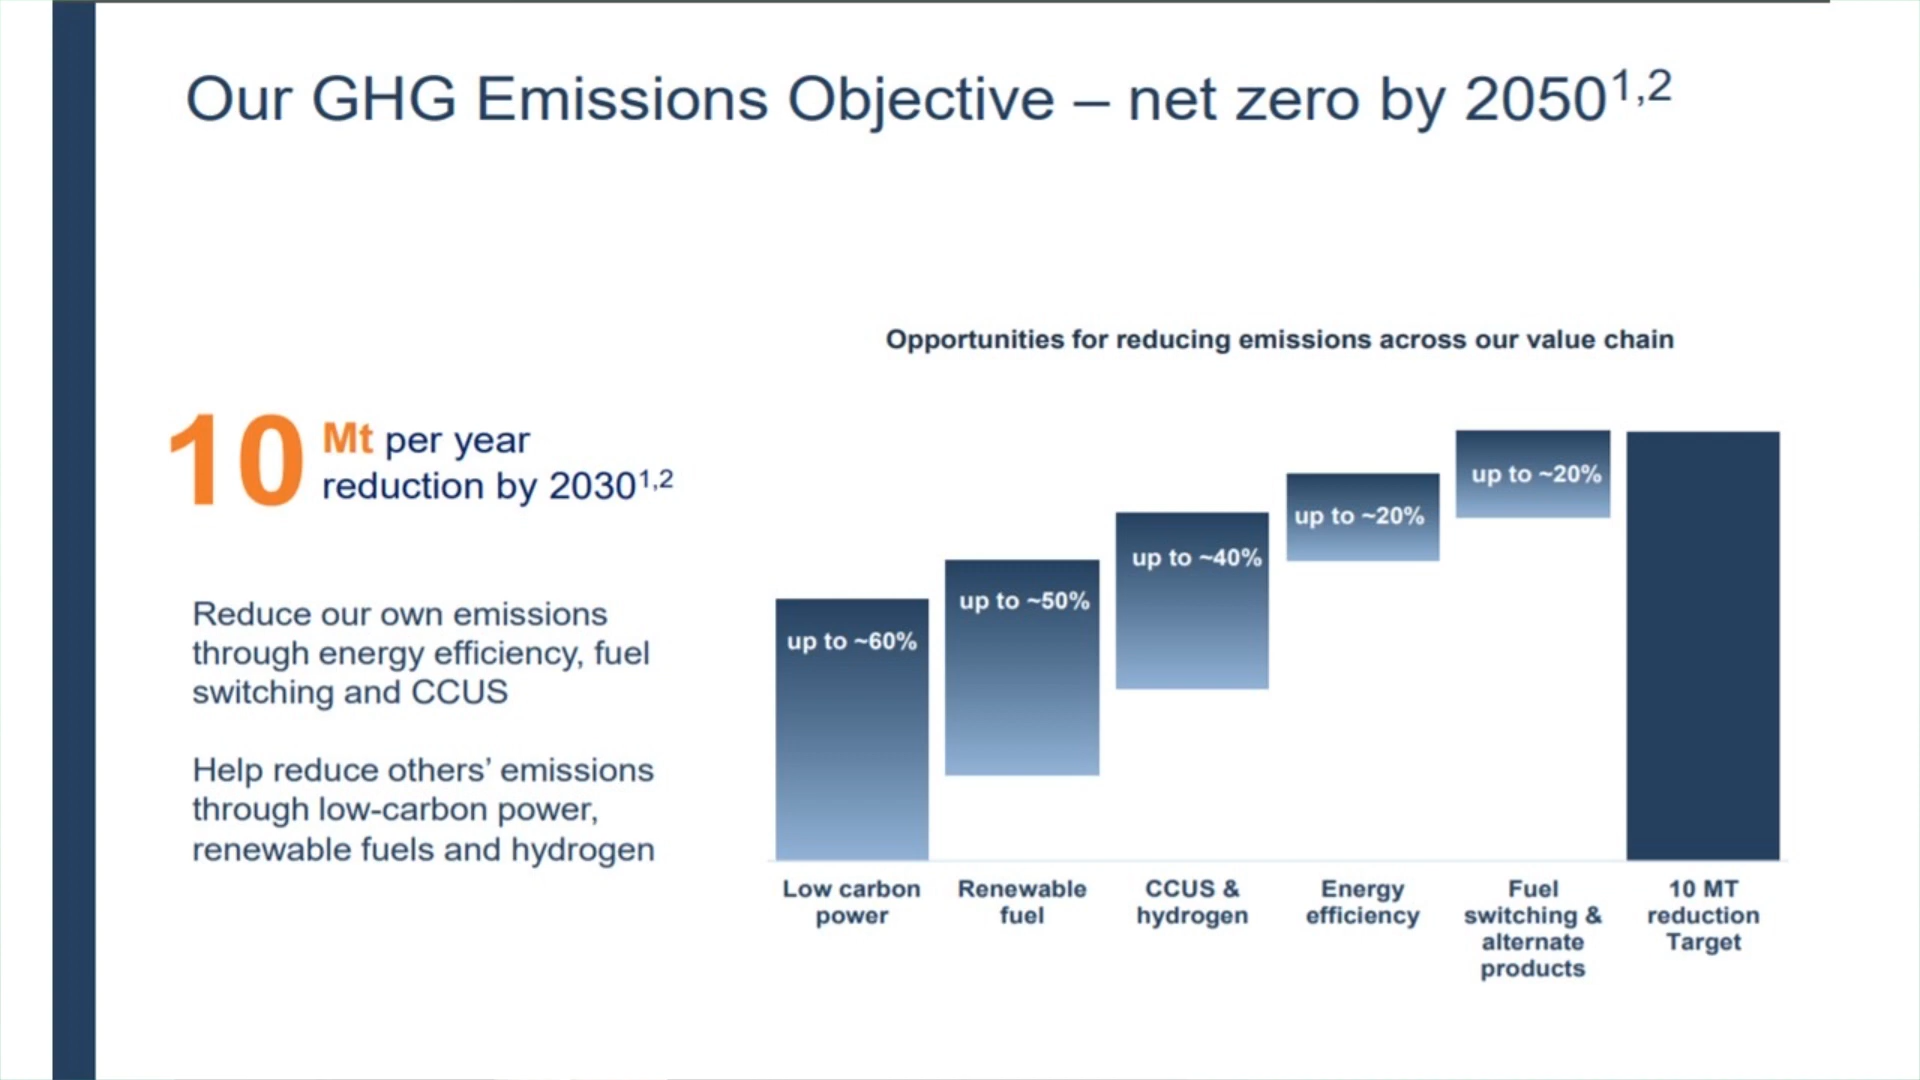 Our GHG Emissions Objective – net zero by 2050¹,²
Opportunities for reducing emissions across our value chain
10 Mt per year
reduction by 2030¹,²
Reduce our own emissions
through energy efficiency, fuel
switching and CCUS
Help reduce others’ emissions
through low-carbon power,
renewable fuels and hydrogen
up to ~60%
up to ~50%
up to ~40%
up to ~20%
up to ~20%
Low carbon
power
Renewable
fuel
CCUS &
hydrogen
Energy
efficiency
Fuel
switching &
alternate
products
10 MT
reduction
Target